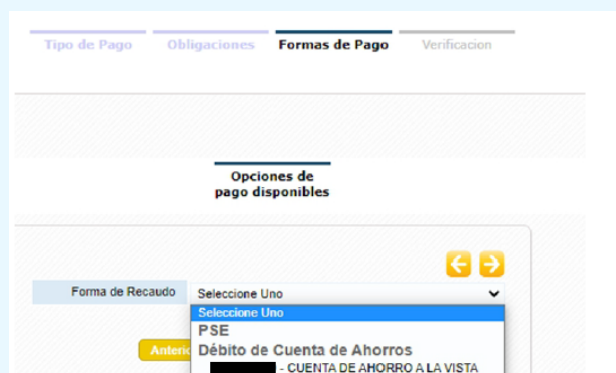 Tipo de Pago Obligaciones Formas de Pago Verificacion
Opciones de
pago disponibles
Forma de Recaudo Seleccione Uno
Seleccione Uno
PSE
Anterio Débito de Cuenta de Ahorros
- CUENTA DE AHORRO A LA VISTA